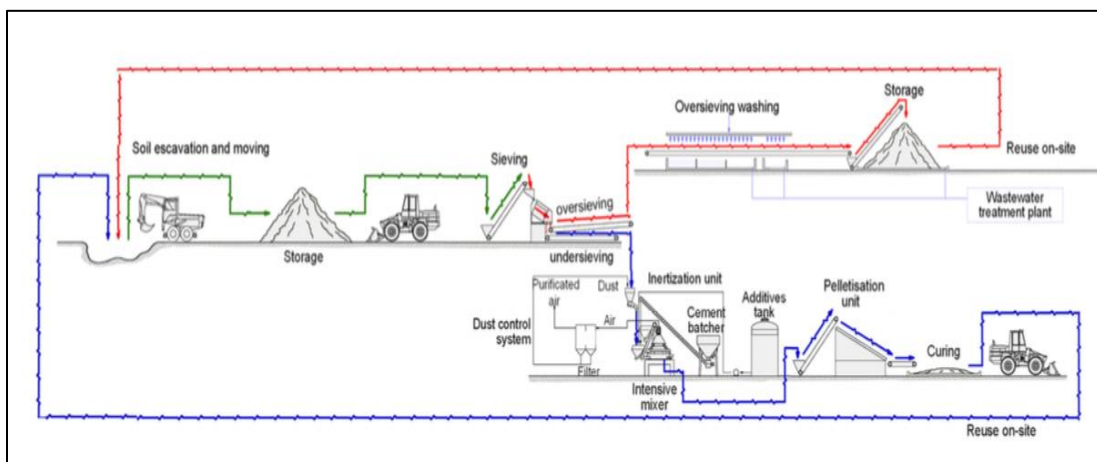 Storage
Oversieving washing
Soil escavation and moving
Sieving
Reuse on-site
oversieving
Wastewater
treatment plant
Storage
undersieving
Purificated
air
Dust
Inertization unit
Additives
tank
Pelletisation
unit
Dust control
system
Air
Cement
batcher
Filter
Intensive
mixer
Curing
Reuse on-site